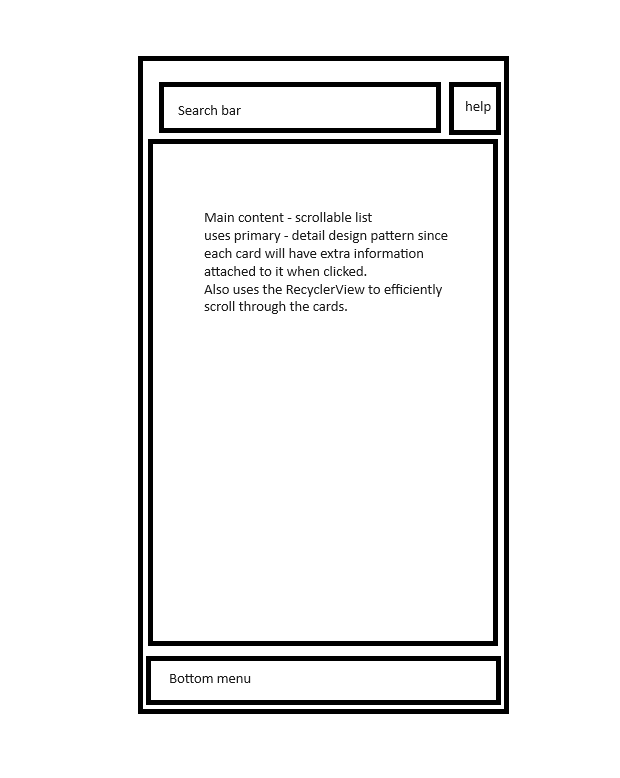 Search bar
help
Main content - scrollable list
uses primary - detail design pattern since
each card will have extra information
attached to it when clicked.
Also uses the RecyclerView to efficiently
scroll through the cards.
Bottom menu